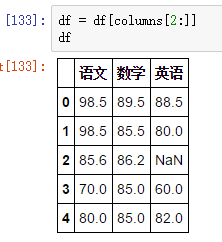 [133]: df = df[columns[2:]]
df
t[133]:
语文 数学 英语
0 98.5 89.5 88.5
1 98.5 85.5 80.0
2 85.6 86.2 NaN
3 70.0 85.0 60.0
4 80.0 85.0 82.0